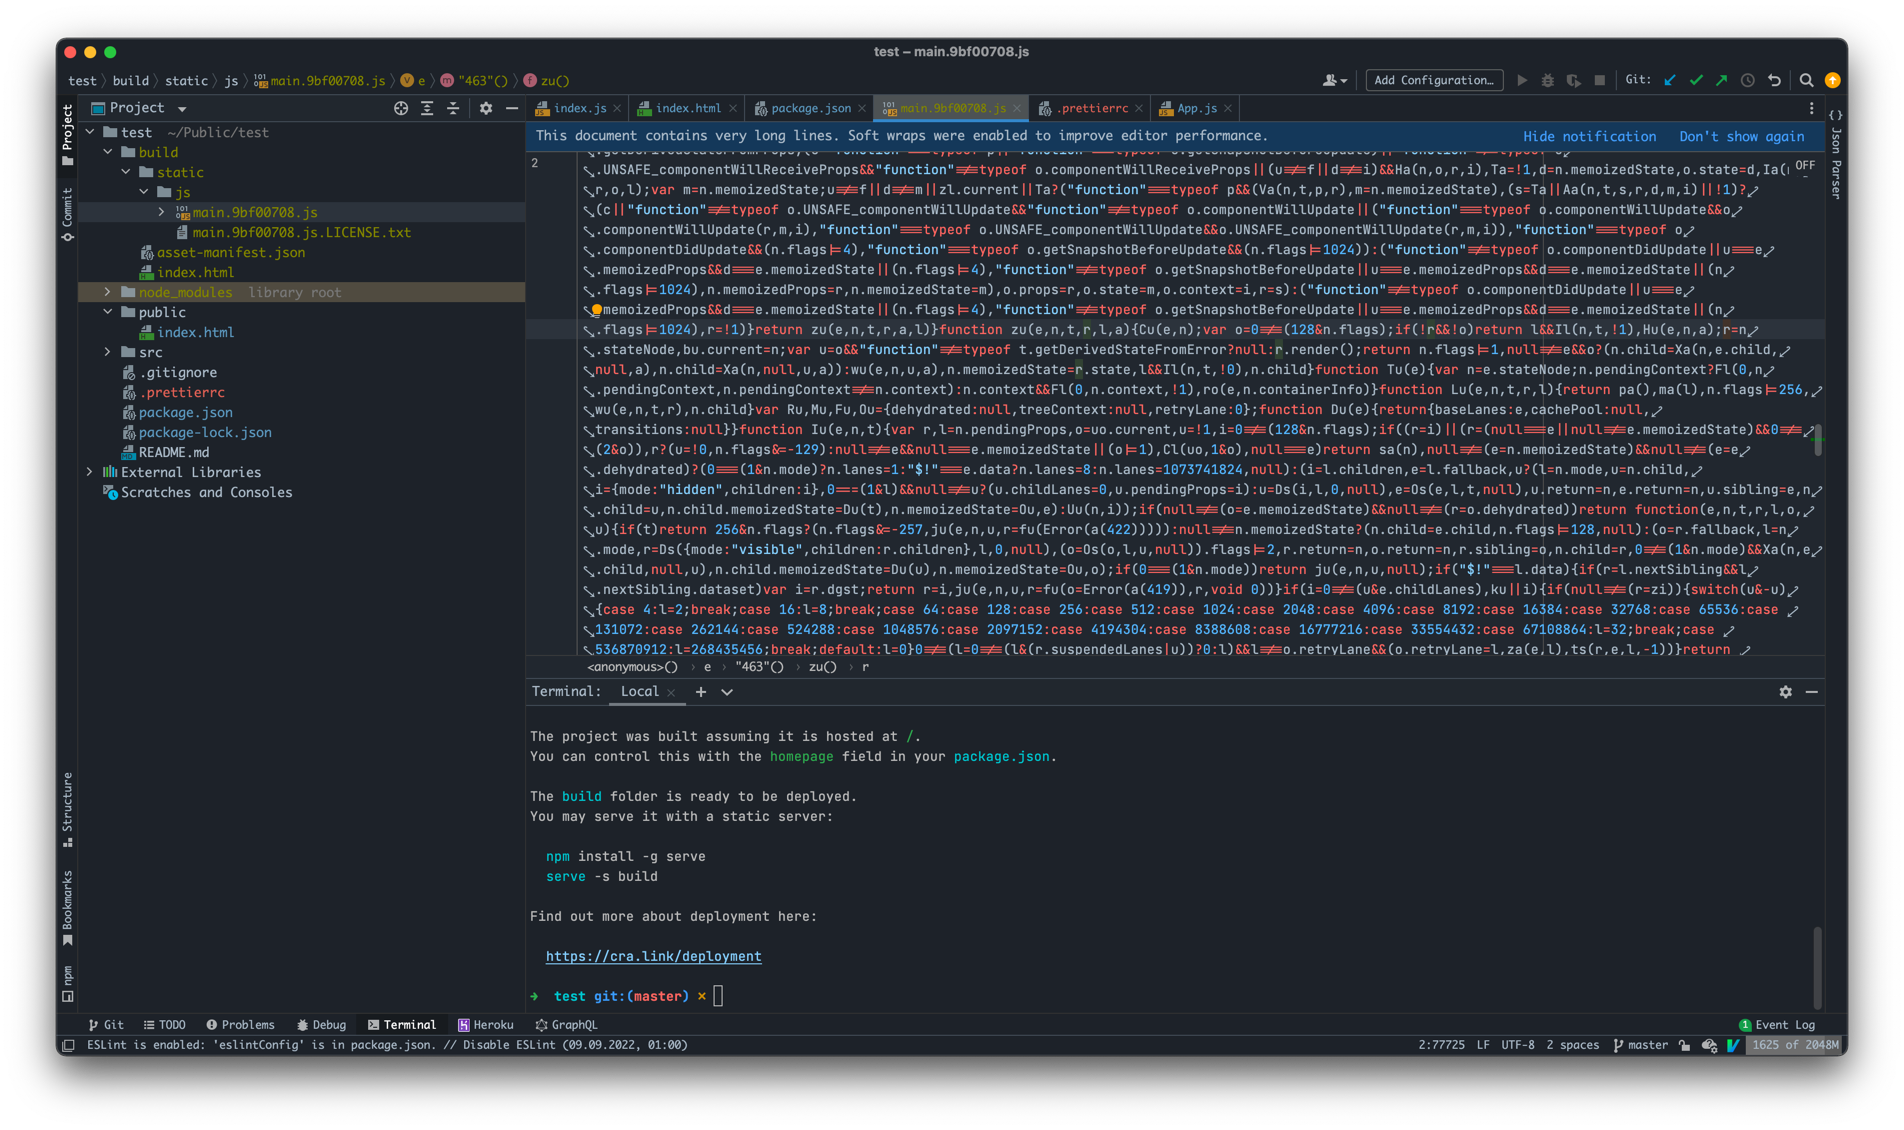 test – main.9bf00708.js
test build static js main.9bf00708.js e "463"() zu()
Add Configuration...
Git:
Project
index.js
index.html
package.json
main.9bf00708.js
.prettierrc
App.js
Project
Commit
Structure
Bookmarks
npm
test ~/Public/test
build
static
js
main.9bf00708.js
main.9bf00708.js.LICENSE.txt
asset-manifest.json
index.html
node_modules library root
public
index.html
src
.gitignore
.prettierrc
package.json
package-lock.json
README.md
External Libraries
Scratches and Consoles
This document contains very long lines. Soft wraps were enabled to improve editor performance.
Hide notification Don't show again
Json Parser
OFF
2
.UNSAFE_componentWillReceiveProps&&"function"!==typeof o.componentWillReceiveProps||(u!==f||d!==i)&&Ha(n,o,r,i),Ta=!1,d=n.memoizedState,o.state=d,Ia(
r,o,l);var m=n.memoizedState;u!==f||d!==m||zl.current||Ta?("function"===typeof p&&(Va(n,t,p,r),m=n.memoizedState),(s=Ta||Aa(n,t,s,r,d,m,i)||!1)?
(c||"function"!==typeof o.UNSAFE_componentWillUpdate&&"function"!==typeof o.componentWillUpdate||("function"===typeof o.componentWillUpdate&&o
.componentWillUpdate(r,m,i),"function"===typeof o.UNSAFE_componentWillUpdate&&o.UNSAFE_componentWillUpdate(r,m,i)),"function"===typeof o
.componentDidUpdate&&(n.flags|=4),"function"===typeof o.getSnapshotBeforeUpdate&&(n.flags|=1024)):("function"!==typeof o.componentDidUpdate||u===e
.memoizedProps&&d===e.memoizedState||(n.flags|=4),"function"!==typeof o.getSnapshotBeforeUpdate||u===e.memoizedProps&&d===e.memoizedState||(n
.flags|=1024),n.memoizedProps=r,n.memoizedState=m),o.props=r,o.state=m,o.context=i,r=s):("function"!==typeof o.componentDidUpdate||u===e
memoizedProps&&d===e.memoizedState||(n.flags|=4),"function"!==typeof o.getSnapshotBeforeUpdate||u===e.memoizedProps&&d===e.memoizedState||(n
.flags|=1024),r=!1)}return zu(e,n,t,r,a,l)}function zu(e,n,t,r,l,a){Cu(e,n);var o=0!==(128&n.flags);if(!r&&!o)return l&&Il(n,t,!1),Hu(e,n,a);r=n
.stateNode,bu.current=n;var u=o&&"function"!==typeof t.getDerivedStateFromError?null:r.render();return n.flags|=1,null!==e&&o?(n.child=Xa(n,e.child,
null,a),n.child=Xa(n,null,u,a)):wu(e,n,u,a),n.memoizedState=r.state,l&&Il(n,t,!0),n.child}function Tu(e){var n=e.stateNode;n.pendingContext?Fl(0,n
.pendingContext,n.pendingContext!==n.context):n.context&&Fl(0,n.context,!1),ro(e,n.containerInfo)}function Lu(e,n,t,r,l){return pa(),ma(l),n.flags|=256,
wu(e,n,t,r),n.child}var Ru,Mu,Fu,Ou={dehydrated:null,treeContext:null,retryLane:0};function Du(e){return{baseLanes:e,cachePool:null,
transitions:null}}function Iu(e,n,t){var r,l=n.pendingProps,o=uo.current,u=!1,i=0!==(128&n.flags);if((r=i)||(r=(null===e||null!==e.memoizedState)&&0!==
(2&o)),r?(u=!0,n.flags&=-129):null!==e&&null===e.memoizedState||(o|=1),Cl(uo,1&o),null===e)return sa(n),null!==(e=n.memoizedState)&&null!==(e=e
.dehydrated)?(0===(1&n.mode)?n.lanes=1:"$!"===e.data?n.lanes=8:n.lanes=1073741824,null):(i=l.children,e=l.fallback,u?(l=n.mode,u=n.child,
i={mode:"hidden",children:i},0===(1&l)&&null!==u?(u.childLanes=0,u.pendingProps=i):u=Ds(i,l,0,null),e=Os(e,l,t,null),u.return=n,e.return=n,u.sibling=e,n
.child=u,n.child.memoizedState=Du(t),n.memoizedState=Ou,e):Uu(n,i));if(null!==(o=e.memoizedState)&&null!==(r=o.dehydrated))return function(e,n,t,r,l,o,
u){if(t)return 256&n.flags?(n.flags&=-257,ju(e,n,u,r=fu(Error(a(422))))):null!==n.memoizedState?(n.child=e.child,n.flags|=128,null):(o=r.fallback,l=n
.mode,r=Ds({mode:"visible",children:r.children},l,0,null),(o=Os(o,l,u,null)).flags|=2,r.return=n,o.return=n,r.sibling=o,n.child=r,0!==(1&n.mode)&&Xa(n,e
.child,null,u),n.child.memoizedState=Du(u),n.memoizedState=Ou,o);if(0===(1&n.mode))return ju(e,n,u,null);if("$!"===l.data){if(r=l.nextSibling&&l
.nextSibling.dataset)var i=r.dgst;return r=i,ju(e,n,u,r=fu(o=Error(a(419)),r,void 0))}if(i=0!==(u&e.childLanes),ku||i){if(null!==(r=zi)){switch(u&-u)
{case 4:l=2;break;case 16:l=8;break;case 64:case 128:case 256:case 512:case 1024:case 2048:case 4096:case 8192:case 16384:case 32768:case 65536:case
131072:case 262144:case 524288:case 1048576:case 2097152:case 4194304:case 8388608:case 16777216:case 33554432:case 67108864:l=32;break;case
536870912:l=268435456;break;default:l=0}0!==(l=0!==(l&(r.suspendedLanes|u))?0:l)&&l!==o.retryLane&&(o.retryLane=l,za(e,l),ts(r,e,l,-1))}return
<anonymous>() e "463"() zu() r
Terminal: Local
The project was built assuming it is hosted at /.
You can control this with the homepage field in your package.json.
The build folder is ready to be deployed.
You may serve it with a static server:
npm install -g serve
serve -s build
Find out more about deployment here:
https://cra.link/deployment
test git:(master) ×
Git TODO Problems Debug Terminal Heroku GraphQL
1 Event Log
ESLint is enabled: 'eslintConfig' is in package.json. // Disable ESLint (09.09.2022, 01:00)
2:77725 LF UTF-8 2 spaces master 1625 of 2048M